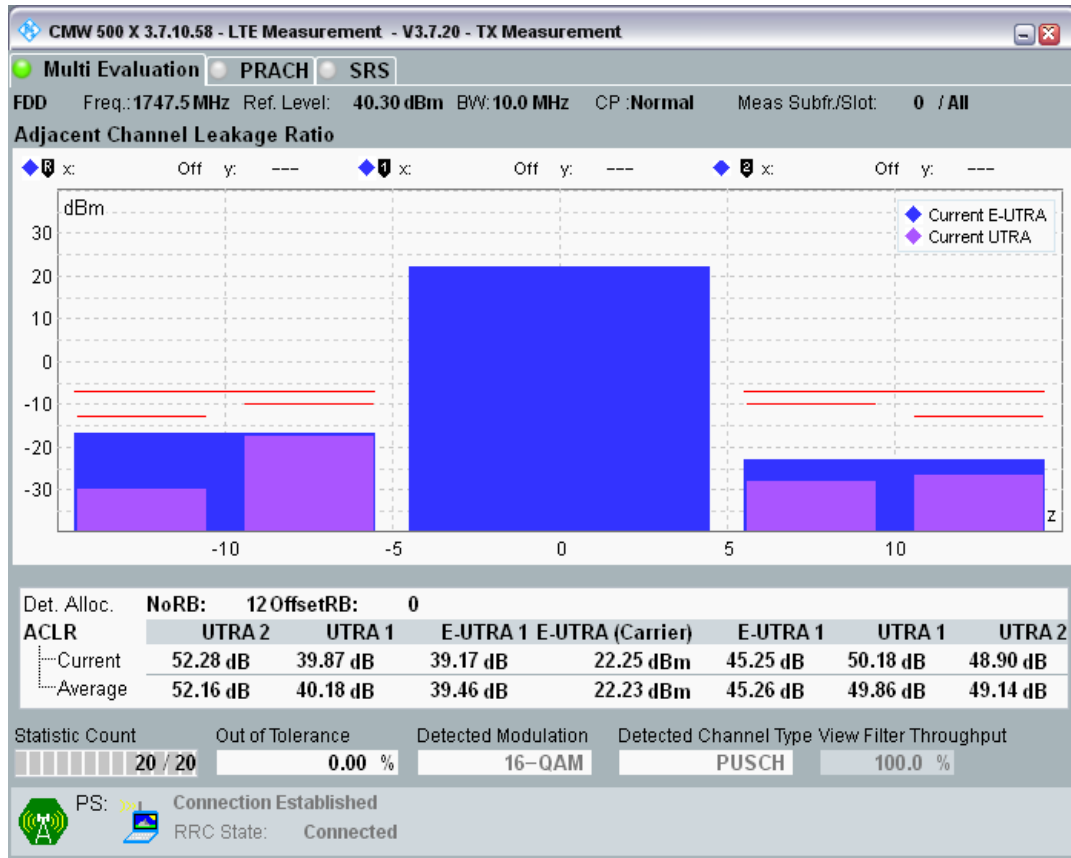 CMW 500 X 3.7.10.58 - LTE Measurement - V3.7.20 - TX Measurement
Multi Evaluation PRACH SRS
FDD Freq.: 1747.5 MHz Ref. Level: 40.30 dBm BW: 10.0 MHz CP : Normal Meas Subfr./Slot: 0 / All
Adjacent Channel Leakage Ratio
R x: Off y: --- 1 x: Off y: --- 2 x: Off y: ---
dBm
Current E-UTRA
Current UTRA
30
20
10
0
-10
-20
-30
z
-10 -5 0 5 10
Det. Alloc. NoRB: 12 OffsetRB: 0
ACLR UTRA 2 UTRA 1 E-UTRA 1 E-UTRA (Carrier) E-UTRA 1 UTRA 1 UTRA 2
Current 52.28 dB 39.87 dB 39.17 dB 22.25 dBm 45.25 dB 50.18 dB 48.90 dB
Average 52.16 dB 40.18 dB 39.46 dB 22.23 dBm 45.26 dB 49.86 dB 49.14 dB
Statistic Count Out of Tolerance Detected Modulation Detected Channel Type View Filter Throughput
20 / 20 0.00 % 16-QAM PUSCH 100.0 %
PS: Connection Established
RRC State: Connected